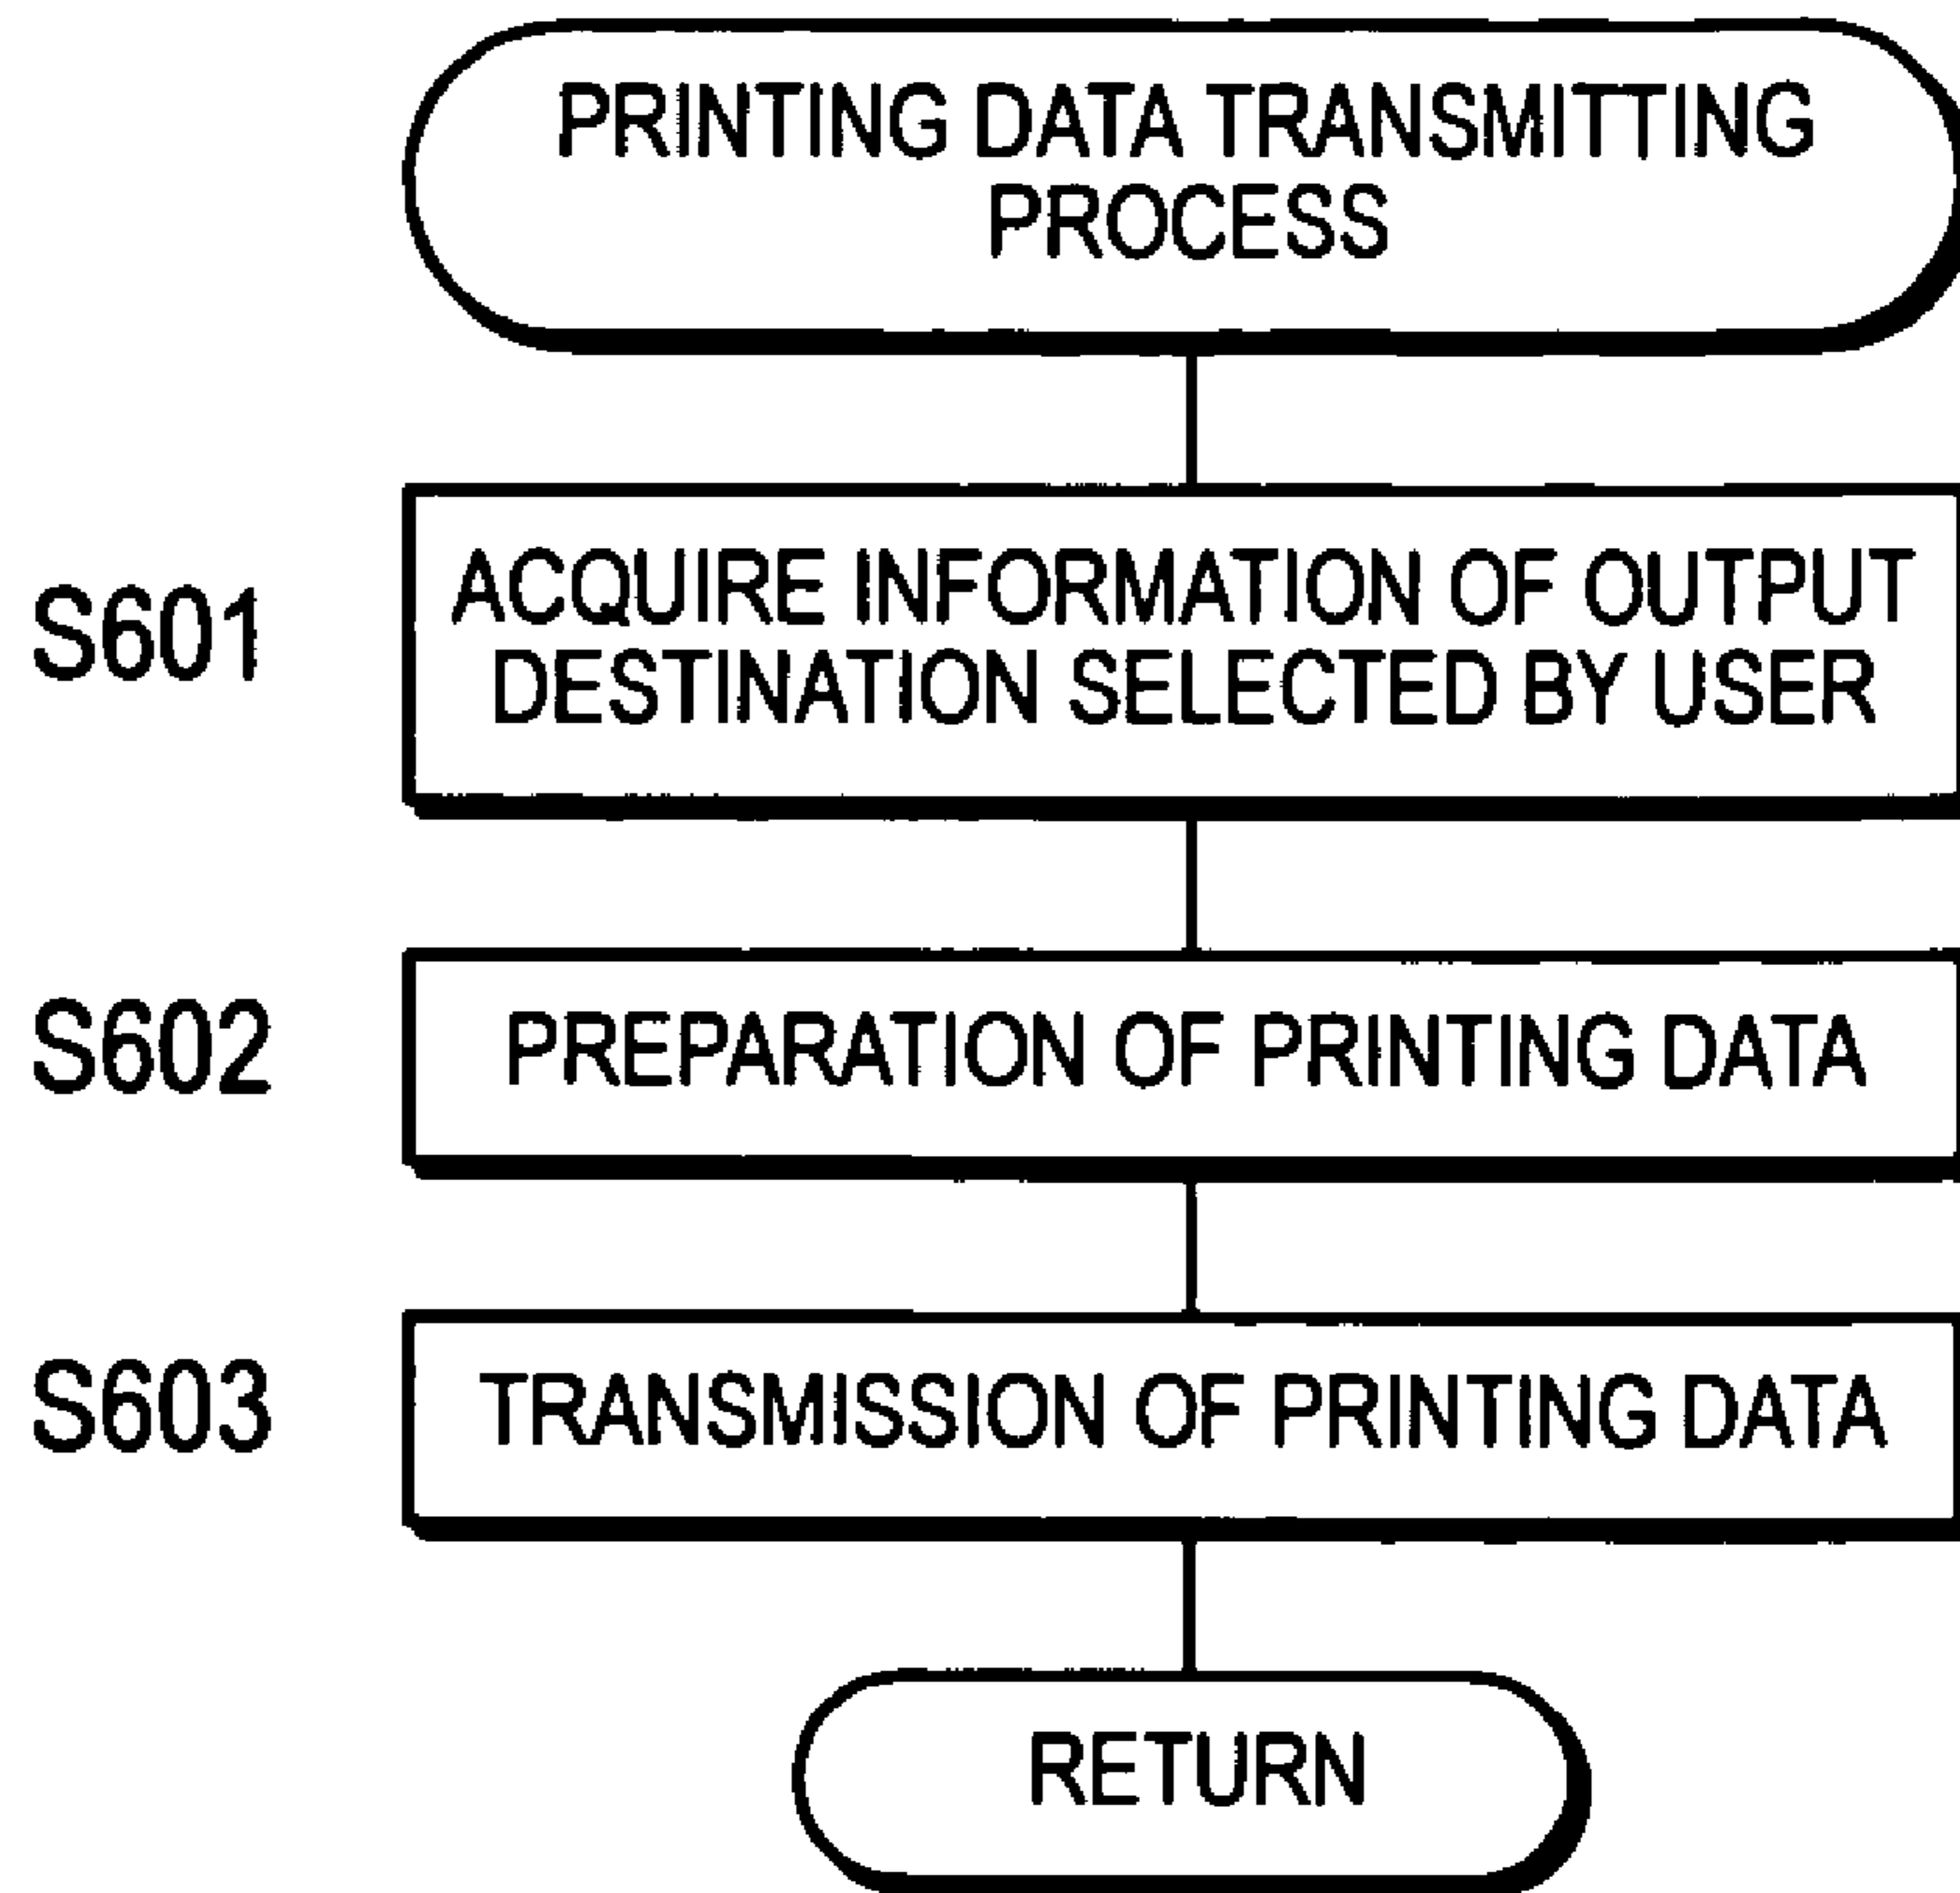 PRINTING DATA TRANSMITTING
PROCESS
S601
ACQUIRE INFORMATION OF OUTPUT
DESTINATION SELECTED BY USER
S602
PREPARATION OF PRINTING DATA
S603
TRANSMISSION OF PRINTING DATA
RETURN